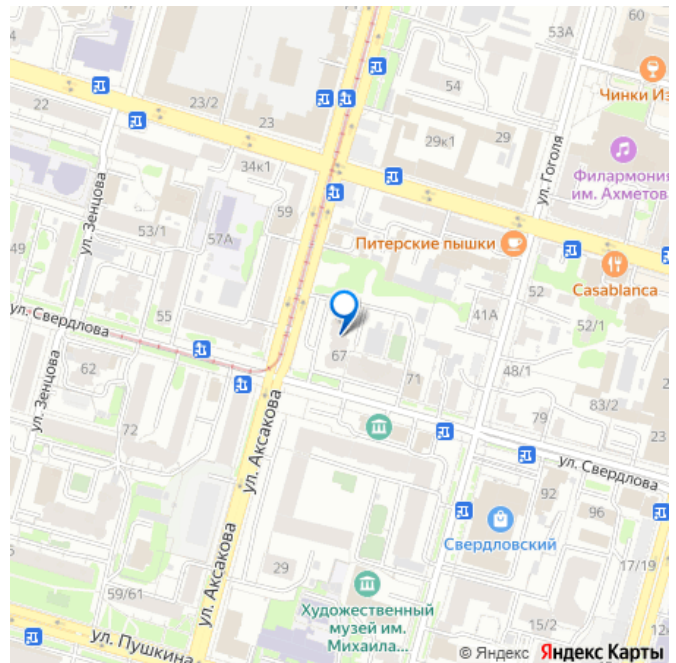 60
53А
54
Чинки Из
22
23/2
23
29к1
29
ул. Гоголя
Филармония
им. Ахметов
34к1
ул. Зенцова
59
53/1
57А
49
Питерские пышки
Casablanca
52
52/1
41А
ул. Свердлова
55
67
62
71
48/1
ул. Зенцова
83/2
2
79
72
ул. Аксакова
23
ул. Свердлова
92
96
Свердловский
17/19
ул. Аксакова
29
59/61
Художественный
музей им.
Михаила...
15/2
ул. Пушкина
© Яндекс Яндекс Карты